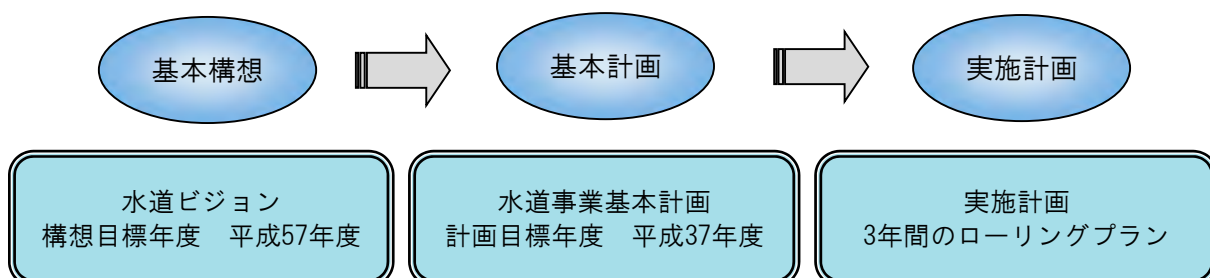 基本構想
基本計画
実施計画
水道ビジョン
構想目標年度　平成57年度
水道事業基本計画
計画目標年度　平成37年度
実施計画
3年間のローリングプラン